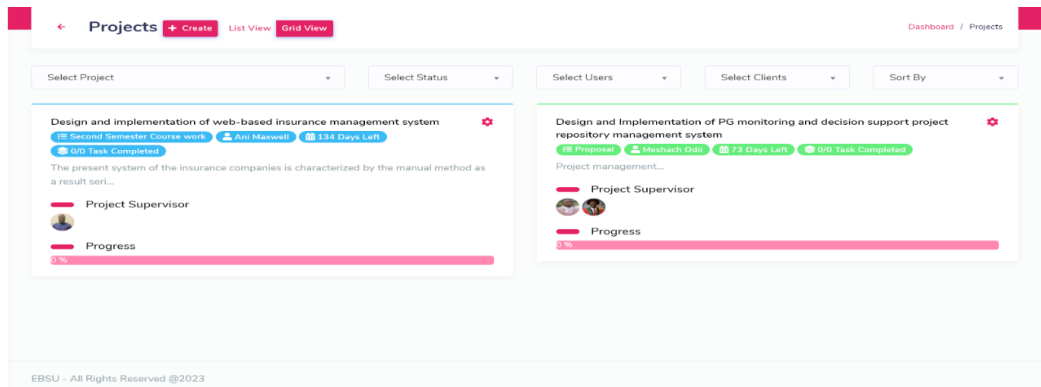 Projects + Create List View Grid View
Dashboard / Projects
Select Project
Select Status
Select Users
Select Clients
Sort By
Design and implementation of web-based insurance management system
Second Semester Course work
Ani Maxwell
134 Days Left
0/0 Task Completed
The present system of the insurance companies is characterized by the manual method as
a result seri...
Project Supervisor
Progress
0 %
Design and Implementation of PG monitoring and decision support project
repository management system
Proposal
Meshach Odii
73 Days Left
0/0 Task Completed
Project management...
Project Supervisor
Progress
0 %
EBSU - All Rights Reserved @2023